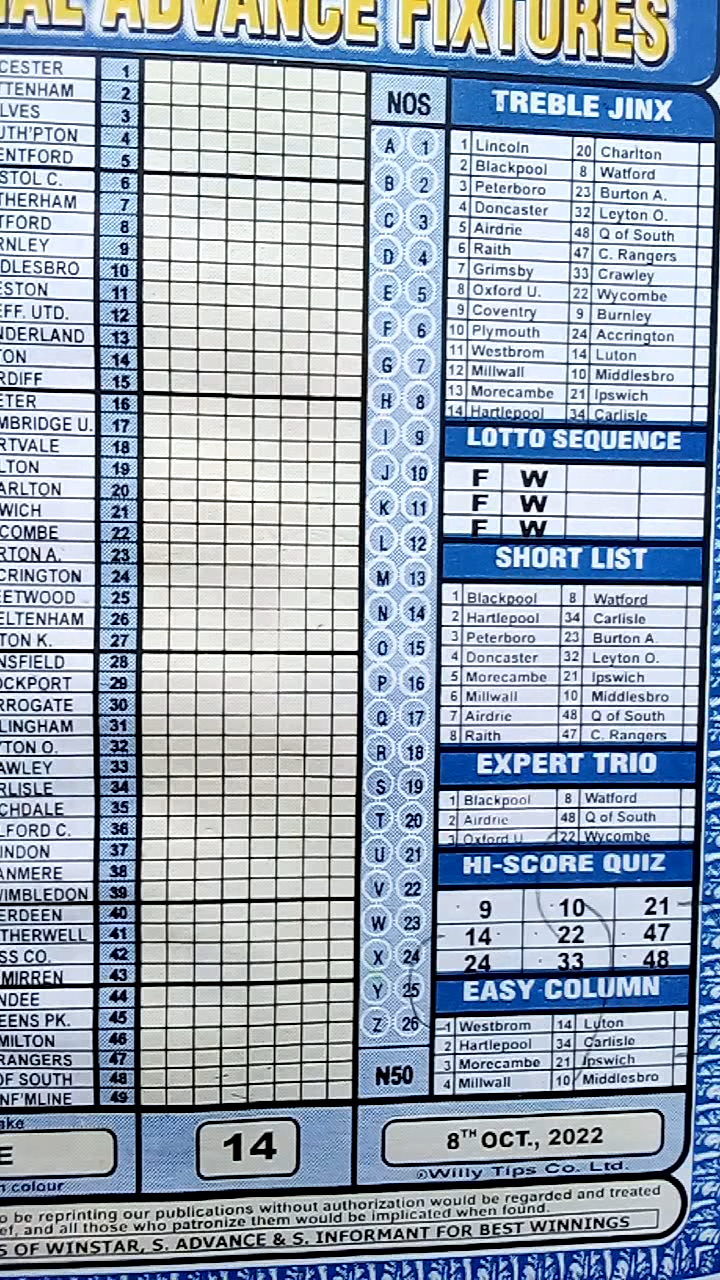 ADVANCE FIXTURES
CESTER 1
TTENHAM 2
LVES 3
UTH'PTON 4
ENTFORD 5
STOL C. 6
THERHAM 7
TFORD 8
RNLEY 9
DLESBRO 10
ESTON 11
EFF. UTD. 12
NDERLAND 13
TON 14
RDIFF 15
ETER 16
MBRIDGE U. 17
RTVALE 18
LTON 19
ARLTON 20
WICH 21
COMBE 22
RTON A. 23
CRINGTON 24
EETWOOD 25
ELTENHAM 26
TON K. 27
NSFIELD 28
OCKPORT 29
RROGATE 30
LLINGHAM 31
YTON O. 32
AWLEY 33
RLISLE 34
CHDALE 35
LFORD C. 36
INDON 37
ANMERE 38
WIMBLEDON 39
ERDEEN 40
THERWELL 41
SS CO. 42
MIRREN 43
NDEE 44
EENS PK. 45
MILTON 46
RANGERS 47
OF SOUTH 48
NF'MLINE 49
NOS
A 1
B 2
C 3
D 4
E 5
F 6
G 7
H 8
I 9
J 10
K 11
L 12
M 13
N 14
O 15
P 16
Q 17
R 18
S 19
T 20
U 21
V 22
W 23
X 24
Y 25
Z 26
N50
TREBLE JINX
1 Lincoln 20 Charlton
2 Blackpool 8 Watford
3 Peterboro 23 Burton A.
4 Doncaster 32 Leyton O.
5 Airdrie 48 Q of South
6 Raith 47 C. Rangers
7 Grimsby 33 Crawley
8 Oxford U. 22 Wycombe
9 Coventry 9 Burnley
10 Plymouth 24 Accrington
11 Westbrom 14 Luton
12 Millwall 10 Middlesbro
13 Morecambe 21 Ipswich
14 Hartlepool 34 Carlisle
LOTTO SEQUENCE
F W
F W
F W
SHORT LIST
1 Blackpool 8 Watford
2 Hartlepool 34 Carlisle
3 Peterboro 23 Burton A.
4 Doncaster 32 Leyton O.
5 Morecambe 21 Ipswich
6 Millwall 10 Middlesbro
7 Airdrie 48 Q of South
8 Raith 47 C. Rangers
EXPERT TRIO
1 Blackpool 8 Watford
2 Airdrie 48 Q of South
3 Oxford U 22 Wycombe
HI-SCORE QUIZ
9 10 21
14 22 47
24 33 48
EASY COLUMN
1 Westbrom 14 Luton
2 Hartlepool 34 Carlisle
3 Morecambe 21 Ipswich
4 Millwall 10 Middlesbro
ake
E
n colour
14
8TH OCT., 2022
©Willy Tips Co. Ltd.
o be reprinting our publications without authorization would be regarded and treated
ef, and all those who patronize them would be implicated when found.
S OF WINSTAR, S. ADVANCE & S. INFORMANT FOR BEST WINNINGS